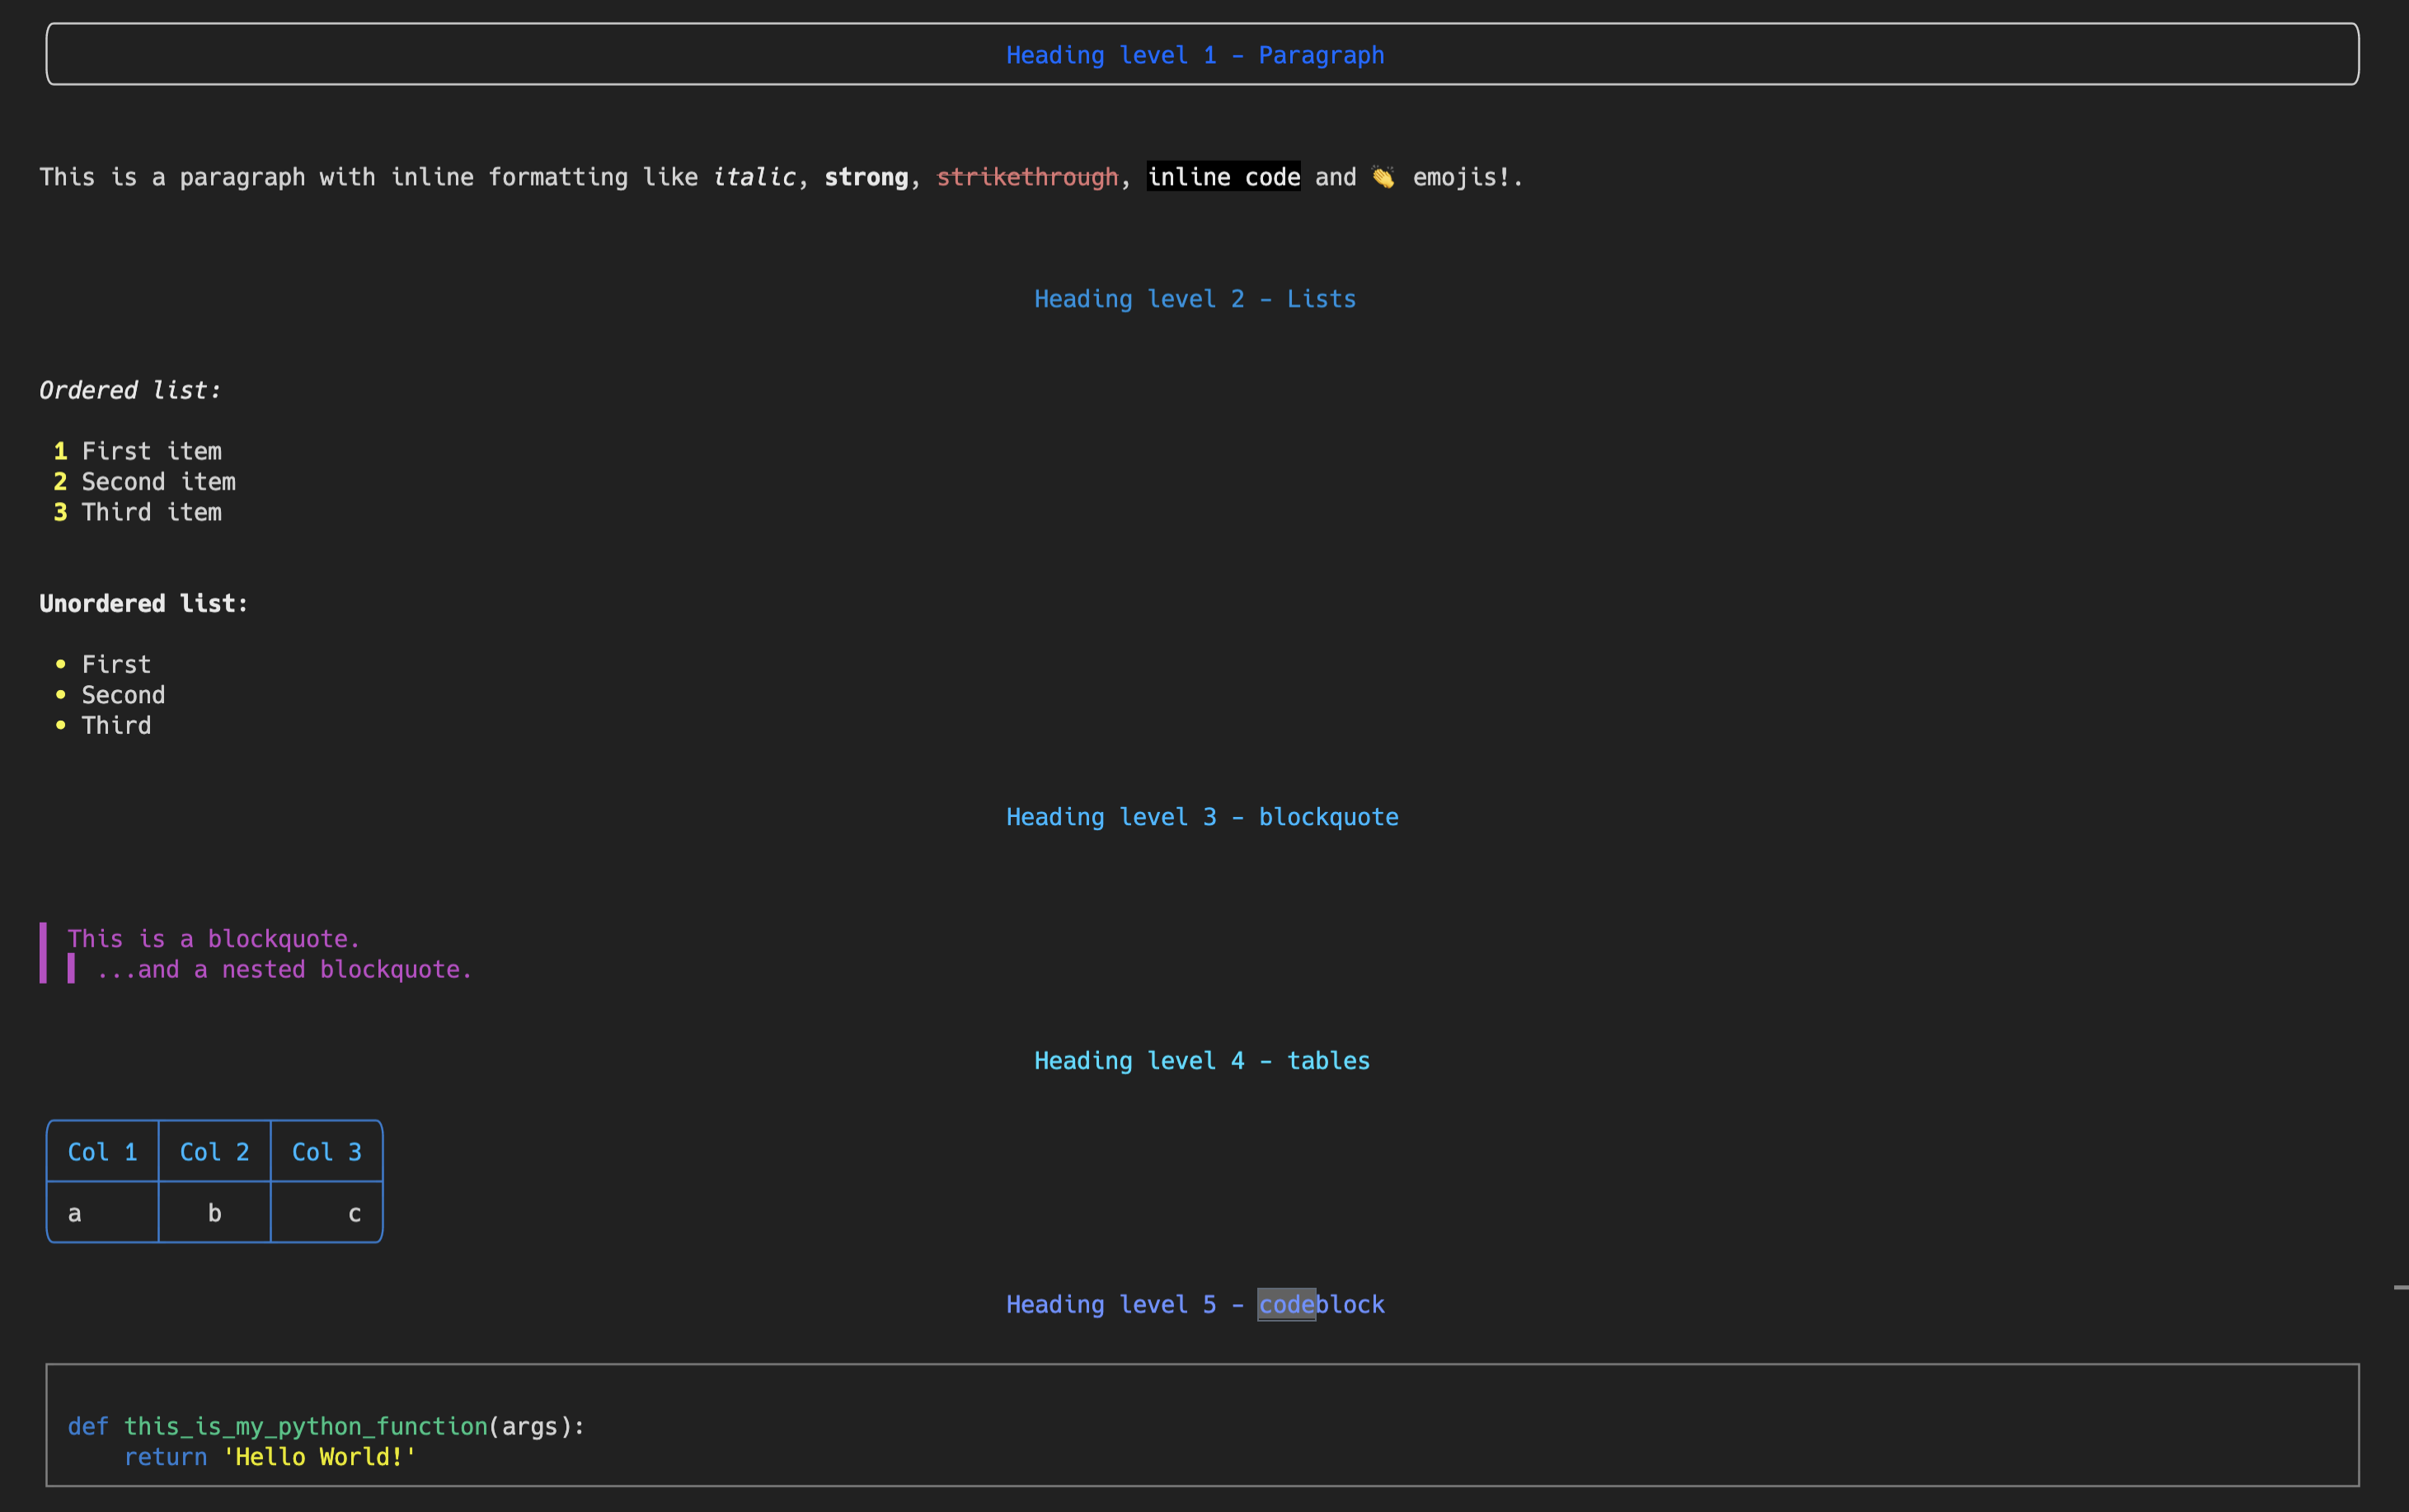 Heading level 1 - Paragraph
This is a paragraph with inline formatting like italic, strong, strikethrough, inline code and 👏 emojis!.
Heading level 2 - Lists
Ordered list:
1 First item
2 Second item
3 Third item
Unordered list:
• First
• Second
• Third
Heading level 3 - blockquote
This is a blockquote.
...and a nested blockquote.
Heading level 4 - tables
Col 1 Col 2 Col 3
a b c
Heading level 5 - codeblock
def this_is_my_python_function(args):
    return 'Hello World!'